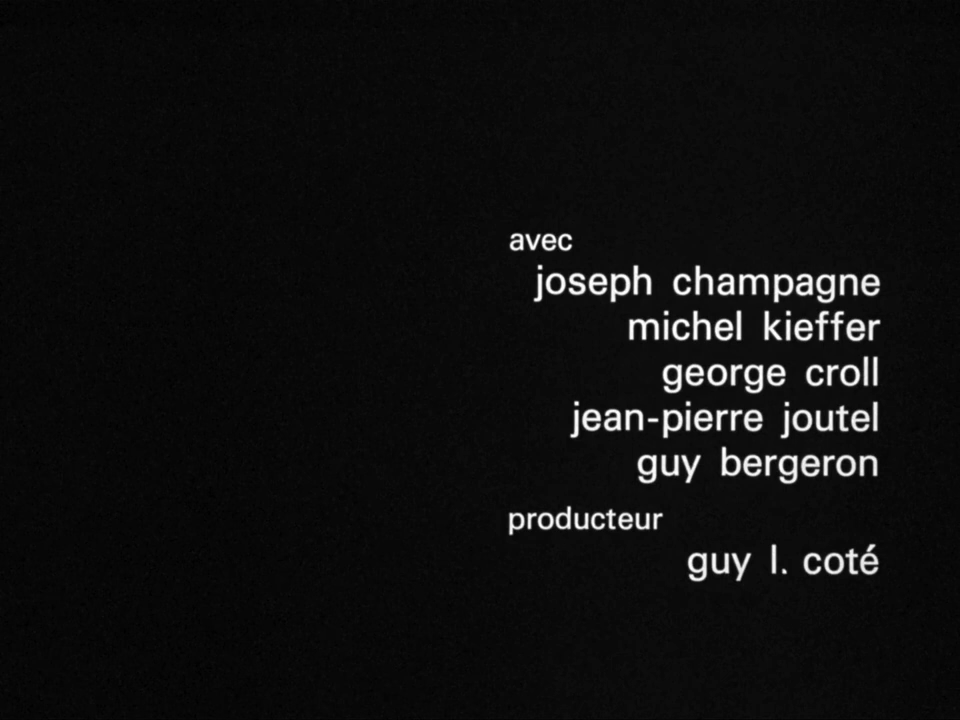 avec
joseph champagne
michel kieffer
george croll
jean-pierre joutel
guy bergeron
producteur
guy l. coté